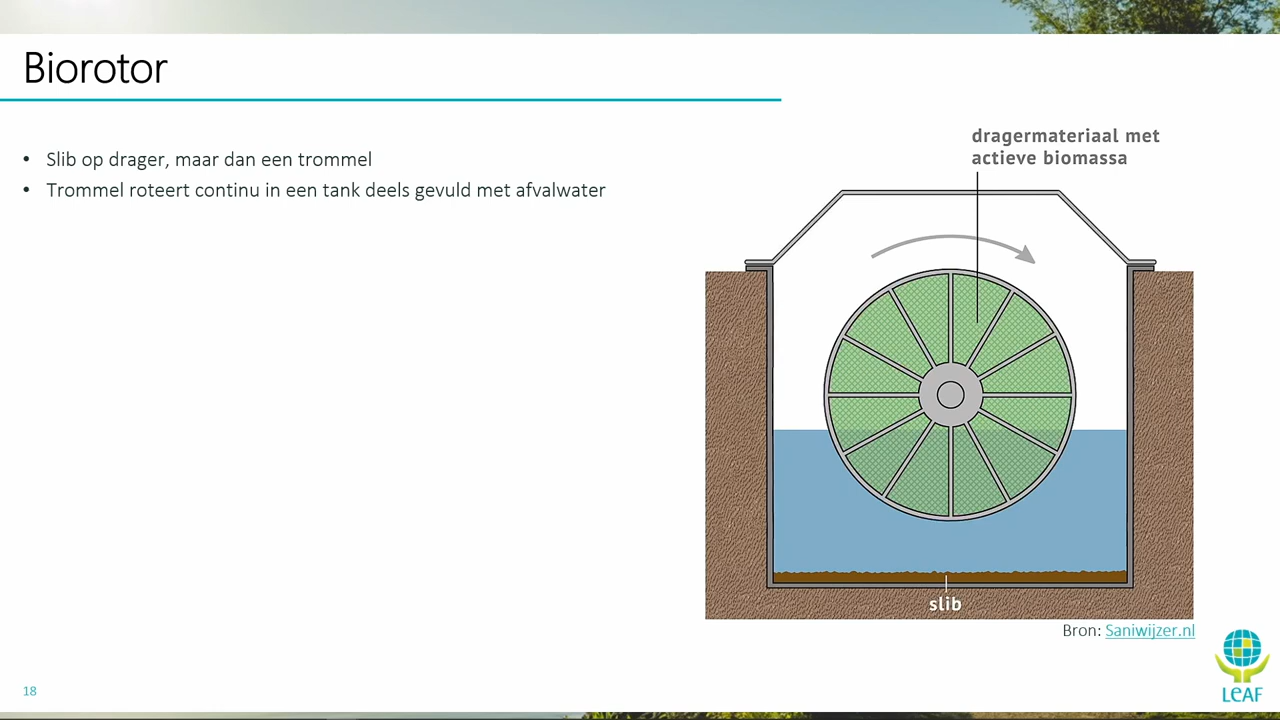 Biorotor
• Slib op drager, maar dan een trommel
• Trommel roteert continu in een tank deels gevuld met afvalwater
dragermateriaal met
actieve biomassa
slib
Bron: Saniwijzer.nl
18
LeAF